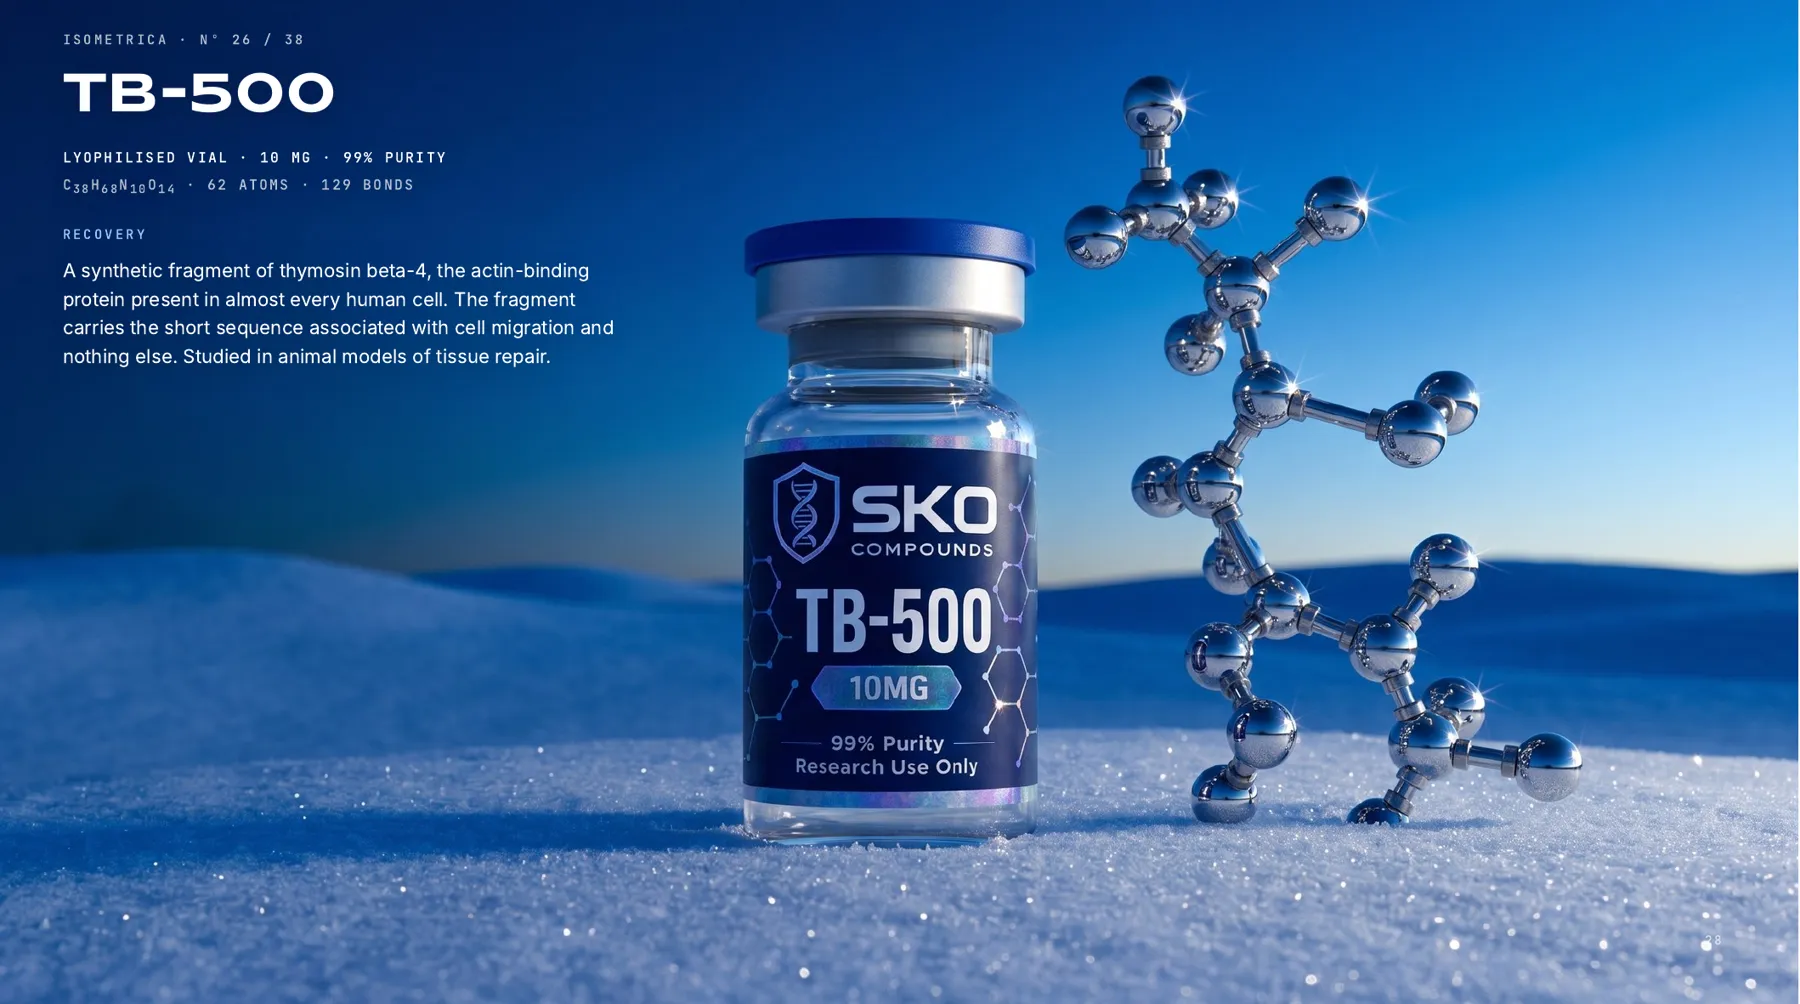 ISOMETRICA · N° 26 / 38
TB-500
LYOPHILISED VIAL · 10 MG · 99% PURITY
C₃₈H₆₈N₁₀O₁₄ · 62 ATOMS · 129 BONDS
RECOVERY
A synthetic fragment of thymosin beta-4, the actin-binding
protein present in almost every human cell. The fragment
carries the short sequence associated with cell migration and
nothing else. Studied in animal models of tissue repair.
SKO
COMPOUNDS
TB-500
10MG
99% Purity
Research Use Only
28